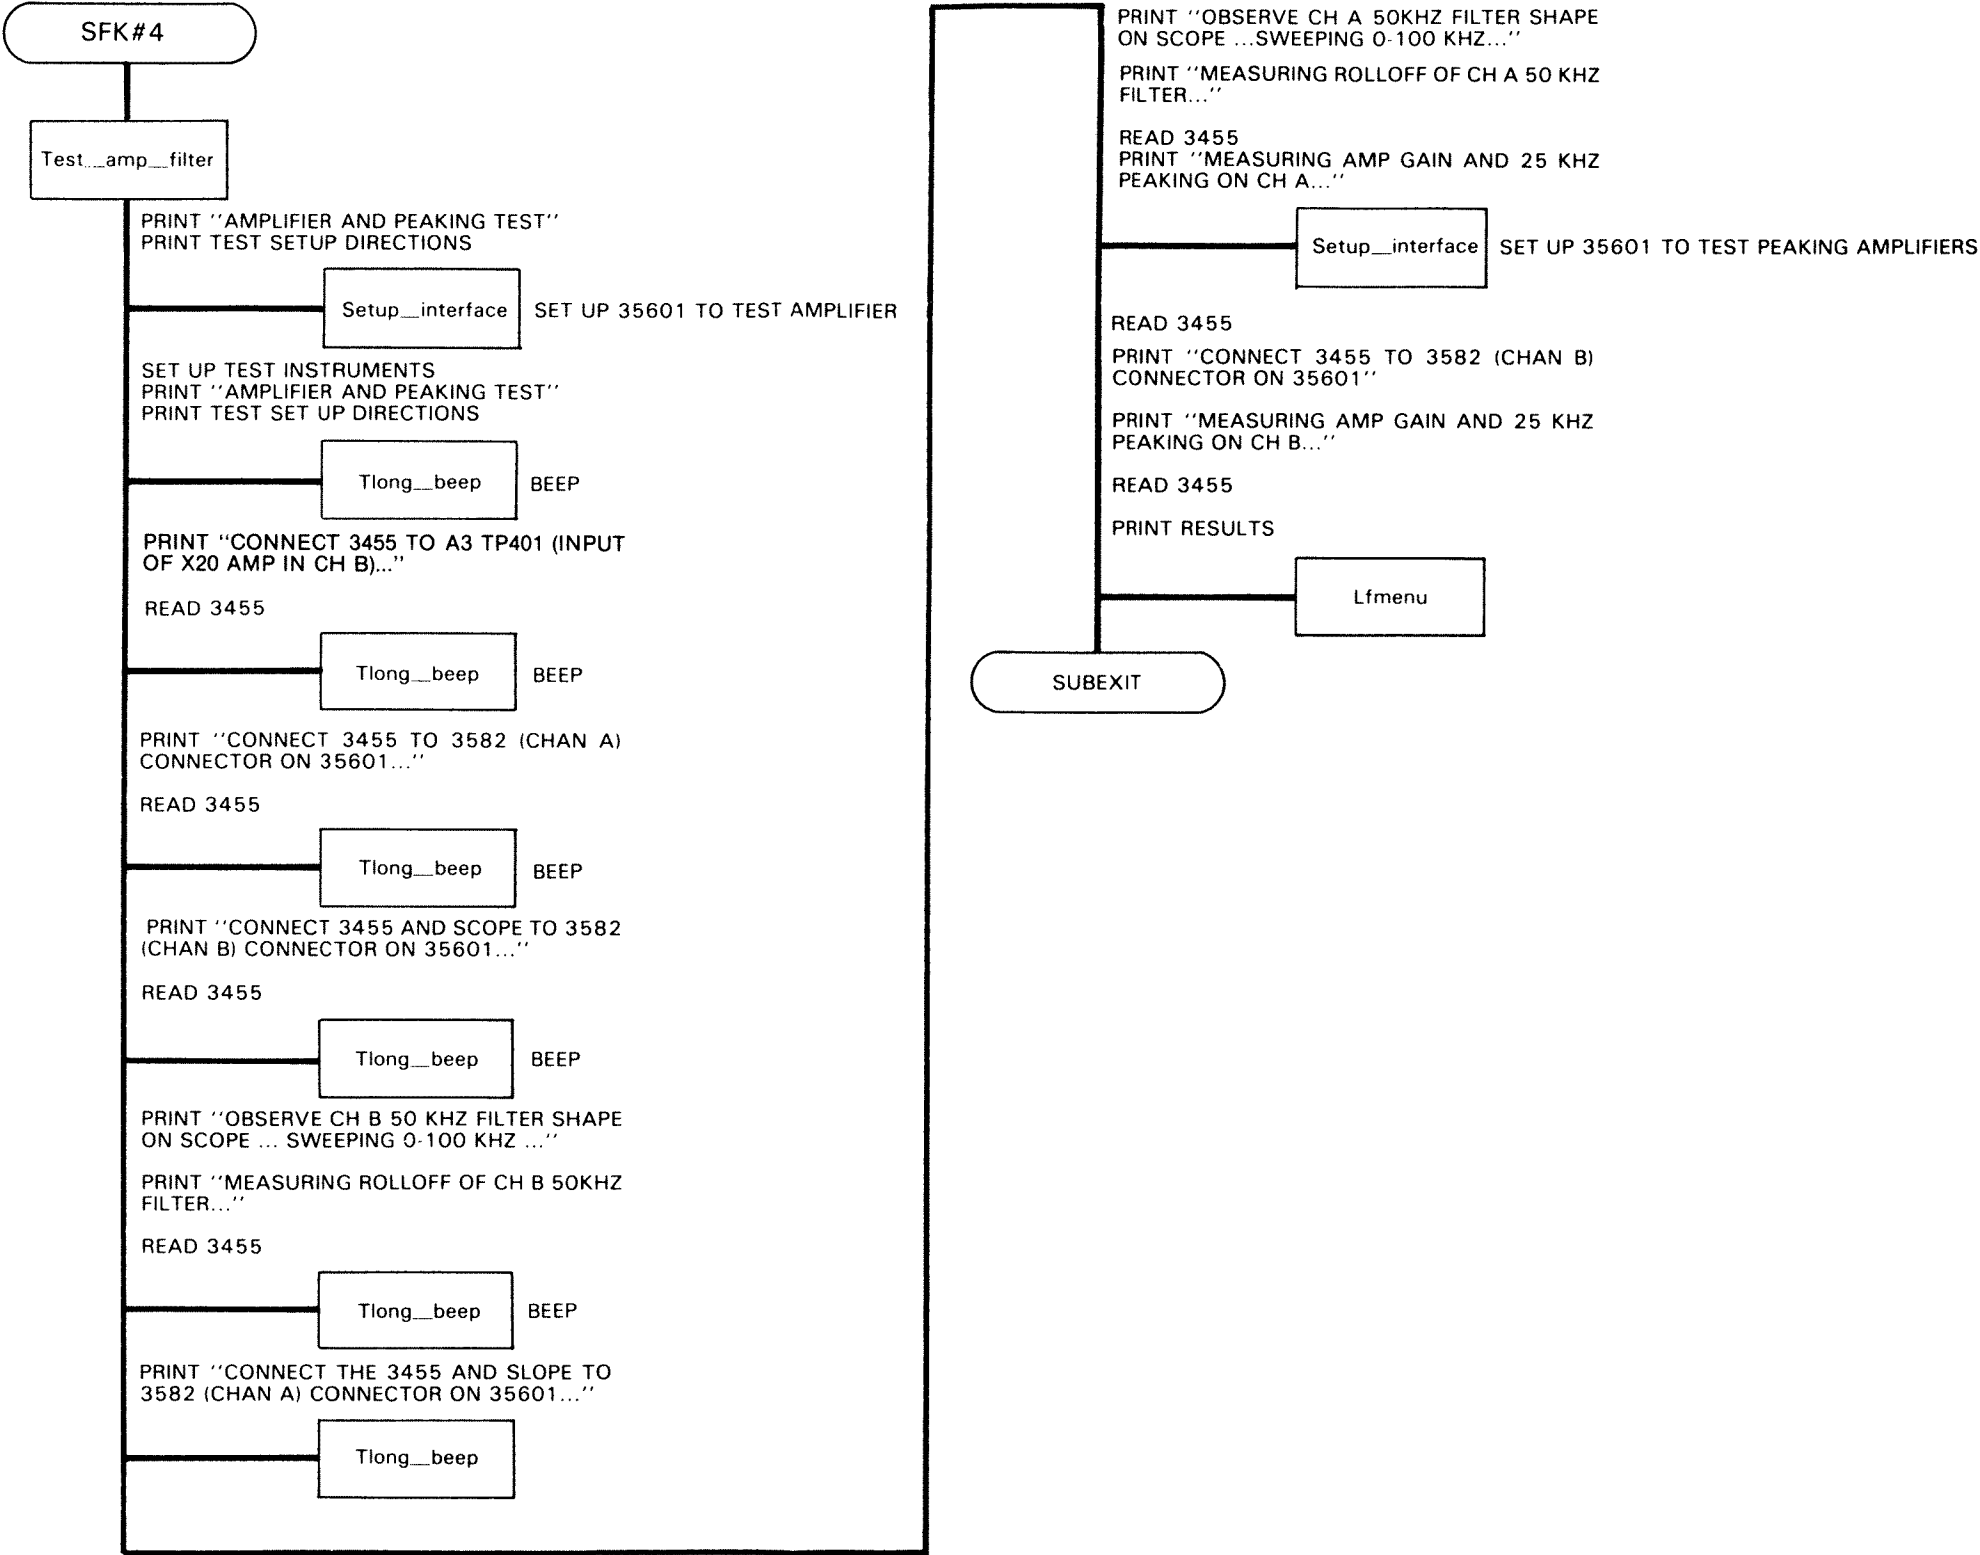 SFK#4
Test__amp__filter
PRINT ''AMPLIFIER AND PEAKING TEST''
PRINT TEST SETUP DIRECTIONS
Setup__interface
SET UP 35601 TO TEST AMPLIFIER
SET UP TEST INSTRUMENTS
PRINT ''AMPLIFIER AND PEAKING TEST''
PRINT TEST SET UP DIRECTIONS
Tlong__beep
BEEP
PRINT "CONNECT 3455 TO A3 TP401 (INPUT
OF X20 AMP IN CH B)..."
READ 3455
Tlong__beep
BEEP
PRINT ''CONNECT 3455 TO 3582 (CHAN A)
CONNECTOR ON 35601...''
READ 3455
Tlong__beep
BEEP
PRINT ''CONNECT 3455 AND SCOPE TO 3582
(CHAN B) CONNECTOR ON 35601...''
READ 3455
Tlong__beep
BEEP
PRINT ''OBSERVE CH B 50 KHZ FILTER SHAPE
ON SCOPE ... SWEEPING 0-100 KHZ ...''
PRINT ''MEASURING ROLLOFF OF CH B 50KHZ
FILTER...''
READ 3455
Tlong__beep
BEEP
PRINT ''CONNECT THE 3455 AND SLOPE TO
3582 (CHAN A) CONNECTOR ON 35601...''
Tlong__beep
PRINT ''OBSERVE CH A 50KHZ FILTER SHAPE
ON SCOPE ...SWEEPING 0-100 KHZ...''
PRINT ''MEASURING ROLLOFF OF CH A 50 KHZ
FILTER...''
READ 3455
PRINT ''MEASURING AMP GAIN AND 25 KHZ
PEAKING ON CH A...''
Setup__interface
SET UP 35601 TO TEST PEAKING AMPLIFIERS
READ 3455
PRINT ''CONNECT 3455 TO 3582 (CHAN B)
CONNECTOR ON 35601''
PRINT ''MEASURING AMP GAIN AND 25 KHZ
PEAKING ON CH B...''
READ 3455
PRINT RESULTS
Lfmenu
SUBEXIT